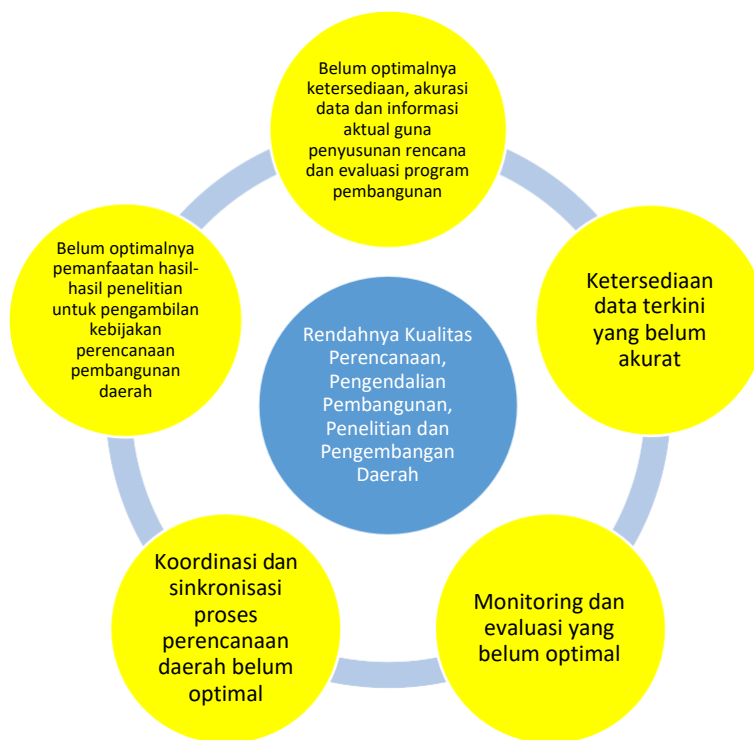 Belum optimalnya
ketersediaan, akurasi
data dan informasi
aktual guna
penyusunan rencana
dan evaluasi program
pembangunan
Ketersediaan
data terkini
yang belum
akurat
Monitoring dan
evaluasi yang
belum optimal
Koordinasi dan
sinkronisasi
proses
perencanaan
daerah belum
optimal
Belum optimalnya
pemanfaatan hasil-
hasil penelitian
untuk pengambilan
kebijakan
perencanaan
pembangunan
daerah
Rendahnya Kualitas
Perencanaan,
Pengendalian
Pembangunan,
Penelitian dan
Pengembangan
Daerah